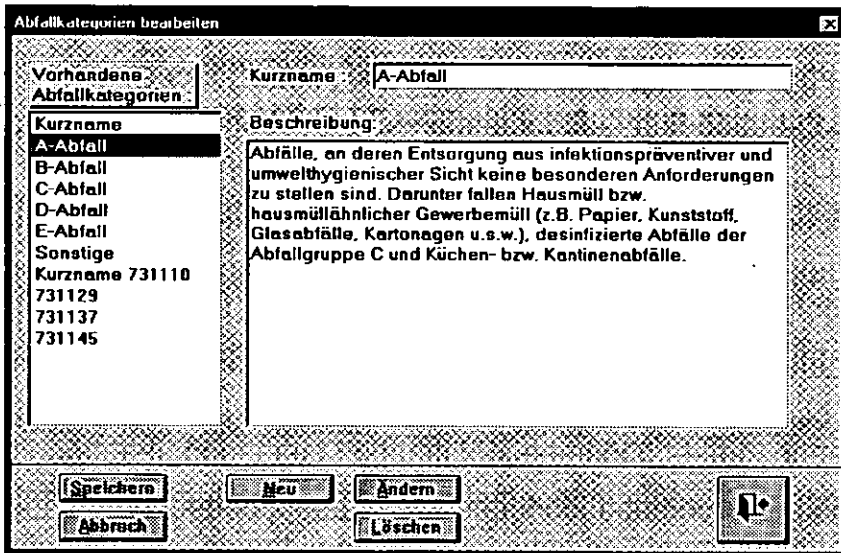 Abfallkategorien bearbeiten
Vorhandene
Abfallkategorien
Kurzname
A-Abfall
B-Abfall
C-Abfall
D-Abfall
E-Abfall
Sonstige
Kurzname 731110
731129
731137
731145
Kurzname : A-Abfall
Beschreibung:
Abfälle, an deren Entsorgung aus infektionspräventiver und
umwelthygienischer Sicht keine besonderen Anforderungen
zu stellen sind. Darunter fallen Hausmüll bzw.
hausmüllähnlicher Gewerbemüll (z.B. Papier, Kunststoff,
Glasabfälle, Kartonagen u.s.w.), desinfizierte Abfälle der
Abfallgruppe C und Küchen- bzw. Kantinenabfälle.
Speichern Neu Ändern
Abbruch Löschen